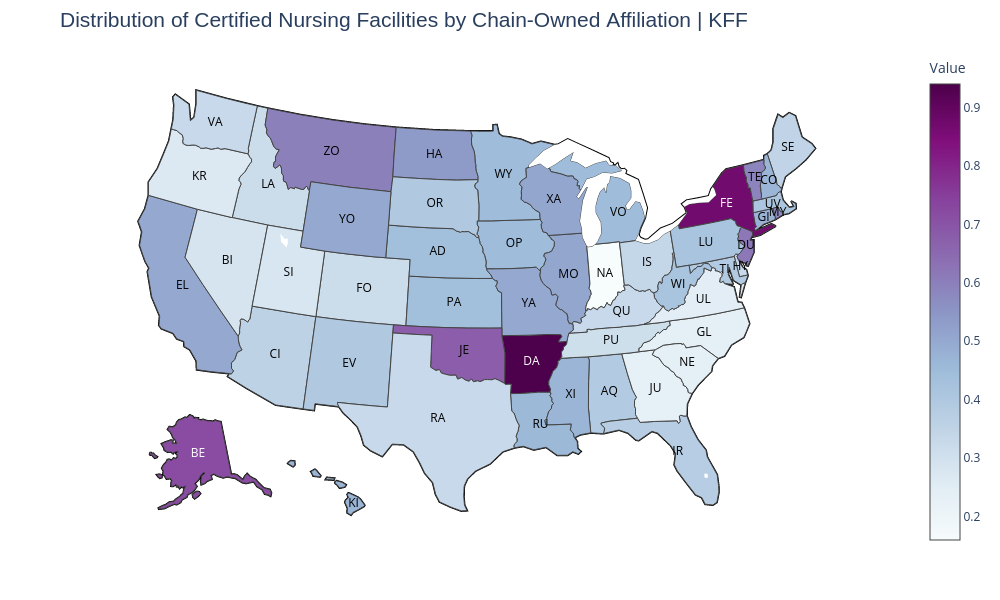 Distribution of Certified Nursing Facilities by Chain-Owned Affiliation | KFF
Value
0.9
0.8
0.7
0.6
0.5
0.4
0.3
0.2
VA
ZO
HA
WY
SE
KR
LA
OR
XA
VO
TE
CO
FE
YO
UV
MY
GI
BI
SI
AD
OP
LU
DU
EL
FO
PA
MO
NA
IS
TI
HY
WI
YA
QU
UL
CI
EV
JE
DA
PU
GL
NE
RA
XI
AQ
JU
RU
IR
BE
KI